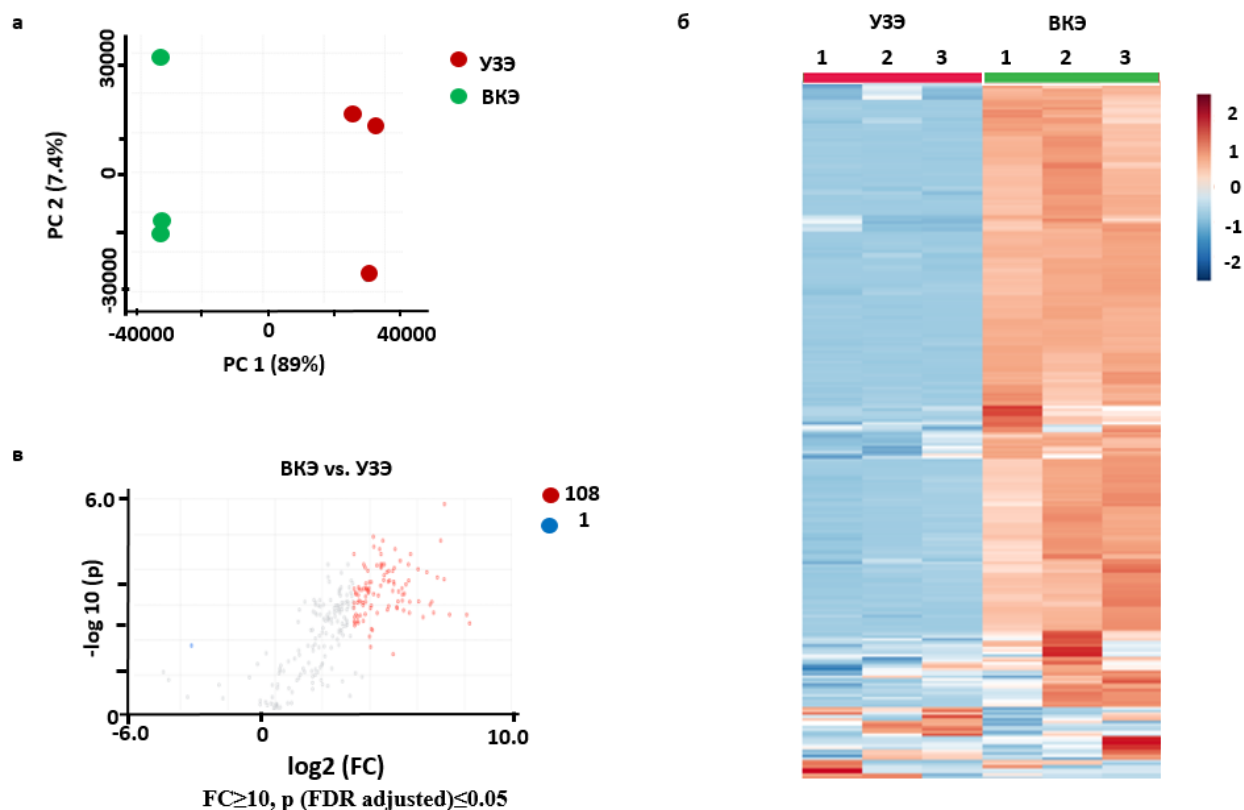 а
30000
0
-30000
PC 2 (7.4%)
-40000
0
40000
PC 1 (89%)
УЗЭ
ВКЭ
б
УЗЭ
ВКЭ
1 2 3 1 2 3
2
1
0
-1
-2
в
ВКЭ vs. УЗЭ
6.0
-log 10 (p)
0
-6.0
0
10.0
log2 (FC)
108
1
FC≥10, p (FDR adjusted)≤0.05